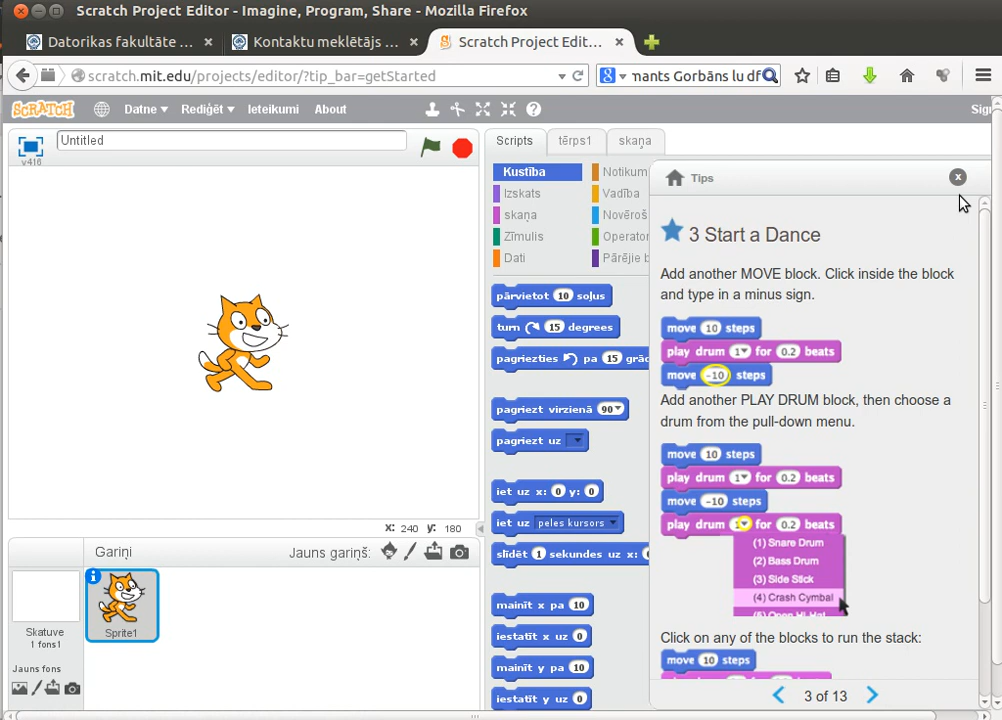 Scratch Project Editor - Imagine, Program, Share - Mozilla Firefox
Datorikas fakultāte ... × Kontaktu meklētājs ... × Scratch Project Edit... ×
scratch.mit.edu/projects/editor/?tip_bar=getStarted mants Gorbāns lu df
SCRATCH Datne Rediģēt Ieteikumi About Sign
v416 Untitled
Scripts tērps1 skaņa
Kustība Notikum
Izskats Vadība
skaņa Novēroš
Zīmulis Operator
Dati Pārējie b
pārvietot 10 soļus
turn 15 degrees
pagriezties pa 15 grād
pagriezt virzienā 90
pagriezt uz
iet uz x: 0 y: 0
iet uz peles kursors
slīdēt 1 sekundes uz x:
mainīt x pa 10
iestatīt x uz 0
mainīt y pa 10
iestatīt y uz 0
x: 240 y: 180
Gariņi Jauns gariņš:
Skatuve
1 fons1
Jauns fons
Sprite1
Tips
3 Start a Dance
Add another MOVE block. Click inside the block
and type in a minus sign.
move 10 steps
play drum 1 for 0.2 beats
move -10 steps
Add another PLAY DRUM block, then choose a
drum from the pull-down menu.
move 10 steps
play drum 1 for 0.2 beats
move -10 steps
play drum 1 for 0.2 beats
(1) Snare Drum
(2) Bass Drum
(3) Side Stick
(4) Crash Cymbal
(5) Open Hi-Hat
Click on any of the blocks to run the stack:
move 10 steps
3 of 13